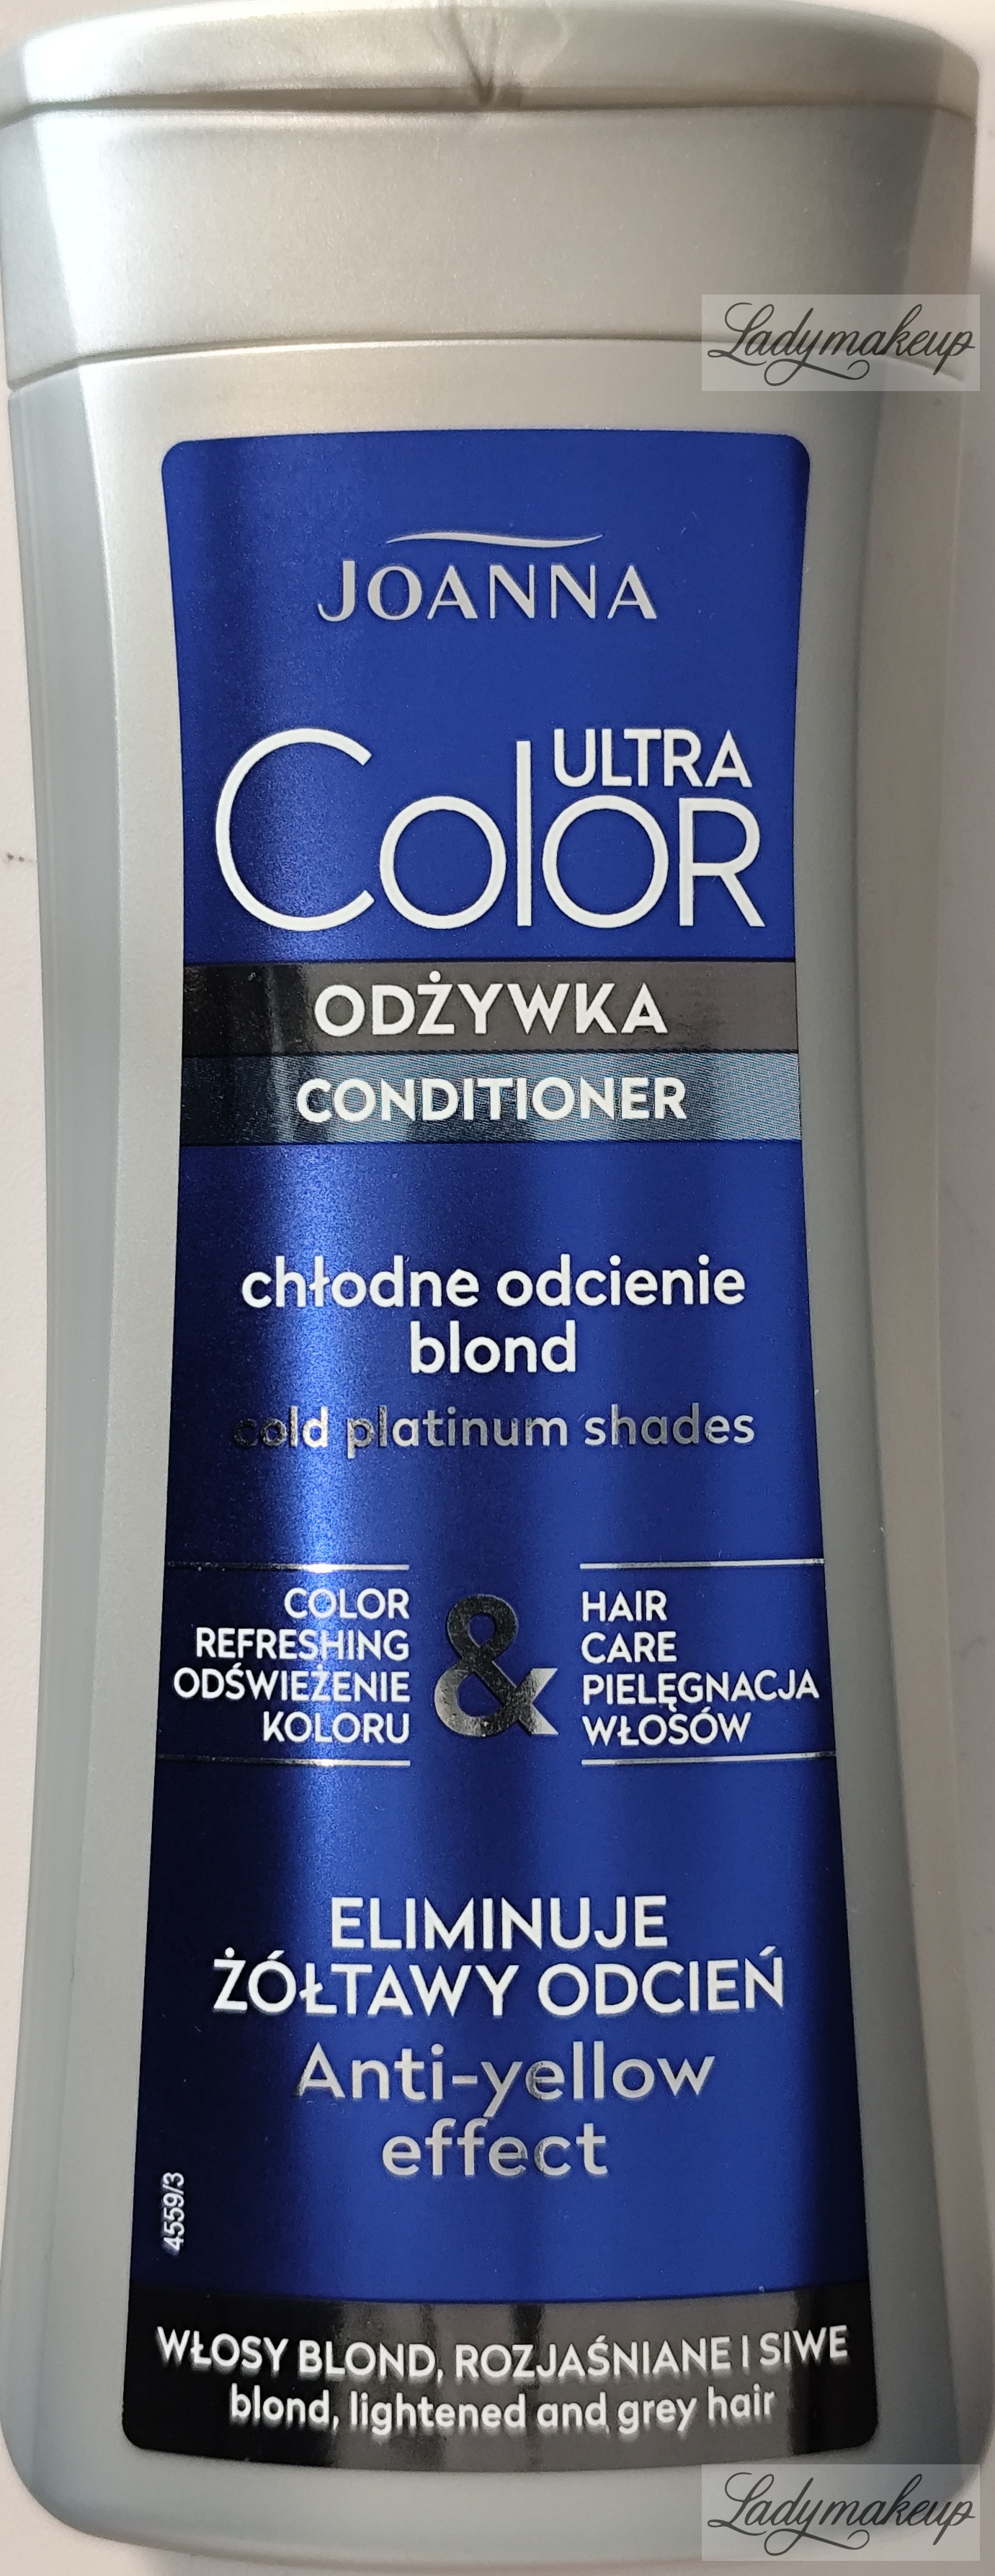 Ladymakeup
JOANNA
ULTRA
ColoR
ODŻYWKA
CONDITIONER
chłodne odcienie
blond
cold platinum shades
COLOR
REFRESHING
ODŚWIEŻENIE
KOLORU
&
HAIR
CARE
PIELĘGNACJA
WŁOSÓW
ELIMINUJE
ŻÓŁTAWY ODCIEŃ
Anti-yellow
effect
4559/3
WŁOSY BLOND, ROZJAŚNIANE I SIWE
blond, lightened and grey hair
Ladymakeup